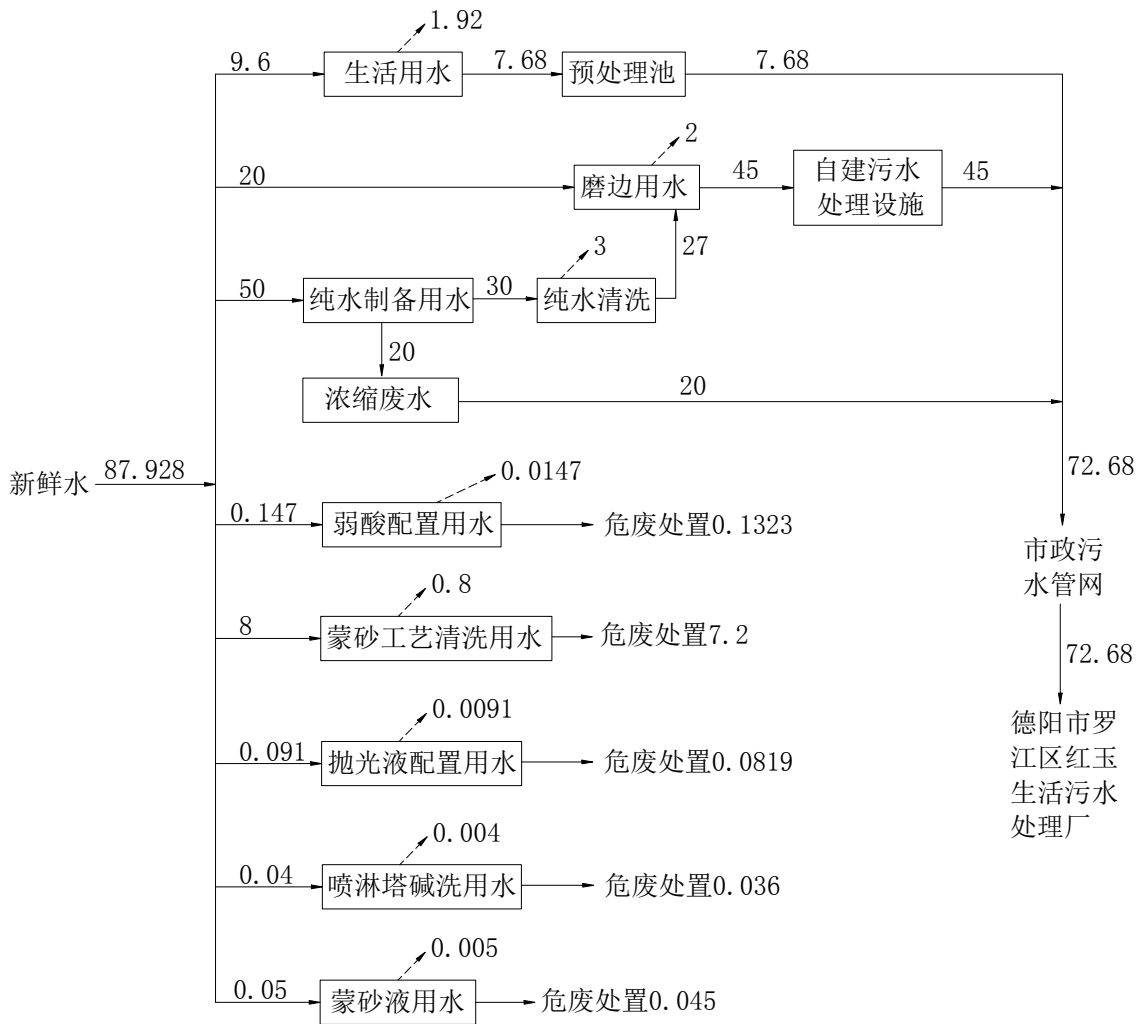 1.92
9.6
生活用水
7.68
预处理池
7.68
2
20
磨边用水
45
自建污水
处理设施
45
3
27
50
纯水制备用水
30
纯水清洗
20
浓缩废水
20
新鲜水
87.928
72.68
0.0147
0.147
弱酸配置用水
危废处置0.1323
市政污
水管网
0.8
8
蒙砂工艺清洗用水
危废处置7.2
72.68
0.0091
0.091
抛光液配置用水
危废处置0.0819
德阳市罗
江区红玉
生活污水
处理厂
0.004
0.04
喷淋塔碱洗用水
危废处置0.036
0.005
0.05
蒙砂液用水
危废处置0.045